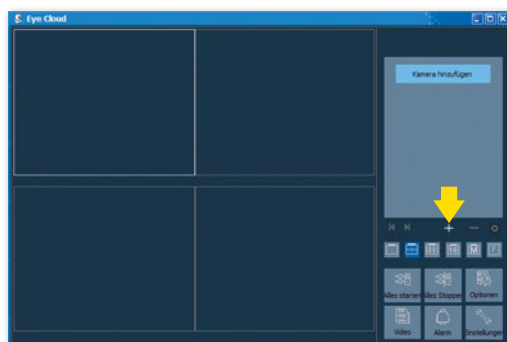 Eye Cloud
Kamera hinzufügen
Alles starten Alles Stoppen Optionen
Video Alarm Einstellungen